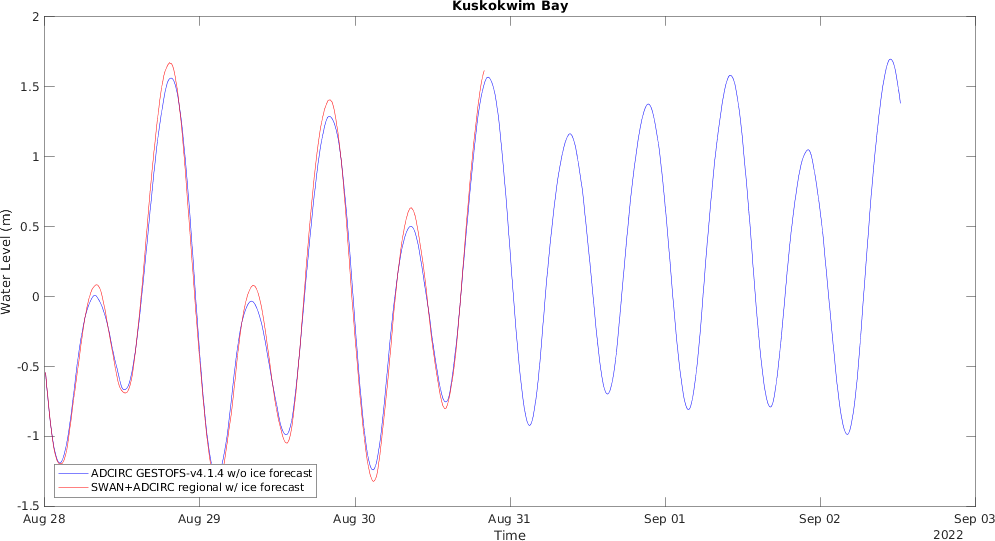 Kuskokwim Bay
2
1.5
1
0.5
0
-0.5
-1
-1.5
Water Level (m)
ADCIRC GESTOFS-v4.1.4 w/o ice forecast
SWAN+ADCIRC regional w/ ice forecast
Aug 28 Aug 29 Aug 30 Aug 31 Sep 01 Sep 02 Sep 03
Time
2022